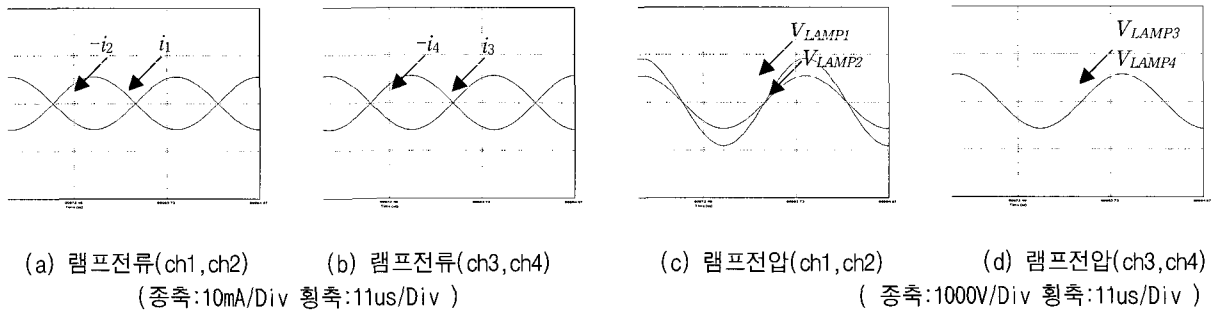 -i2 i1
-i4 i3
VLAMP1
VLAMP2
VLAMP3
VLAMP4
(a) 램프전류(ch1,ch2)
(b) 램프전류(ch3,ch4)
(c) 램프전압(ch1,ch2)
(d) 램프전압(ch3,ch4)
(종축:10mA/Div 횡축:11us/Div )
( 종축:1000V/Div 횡축:11us/Div )